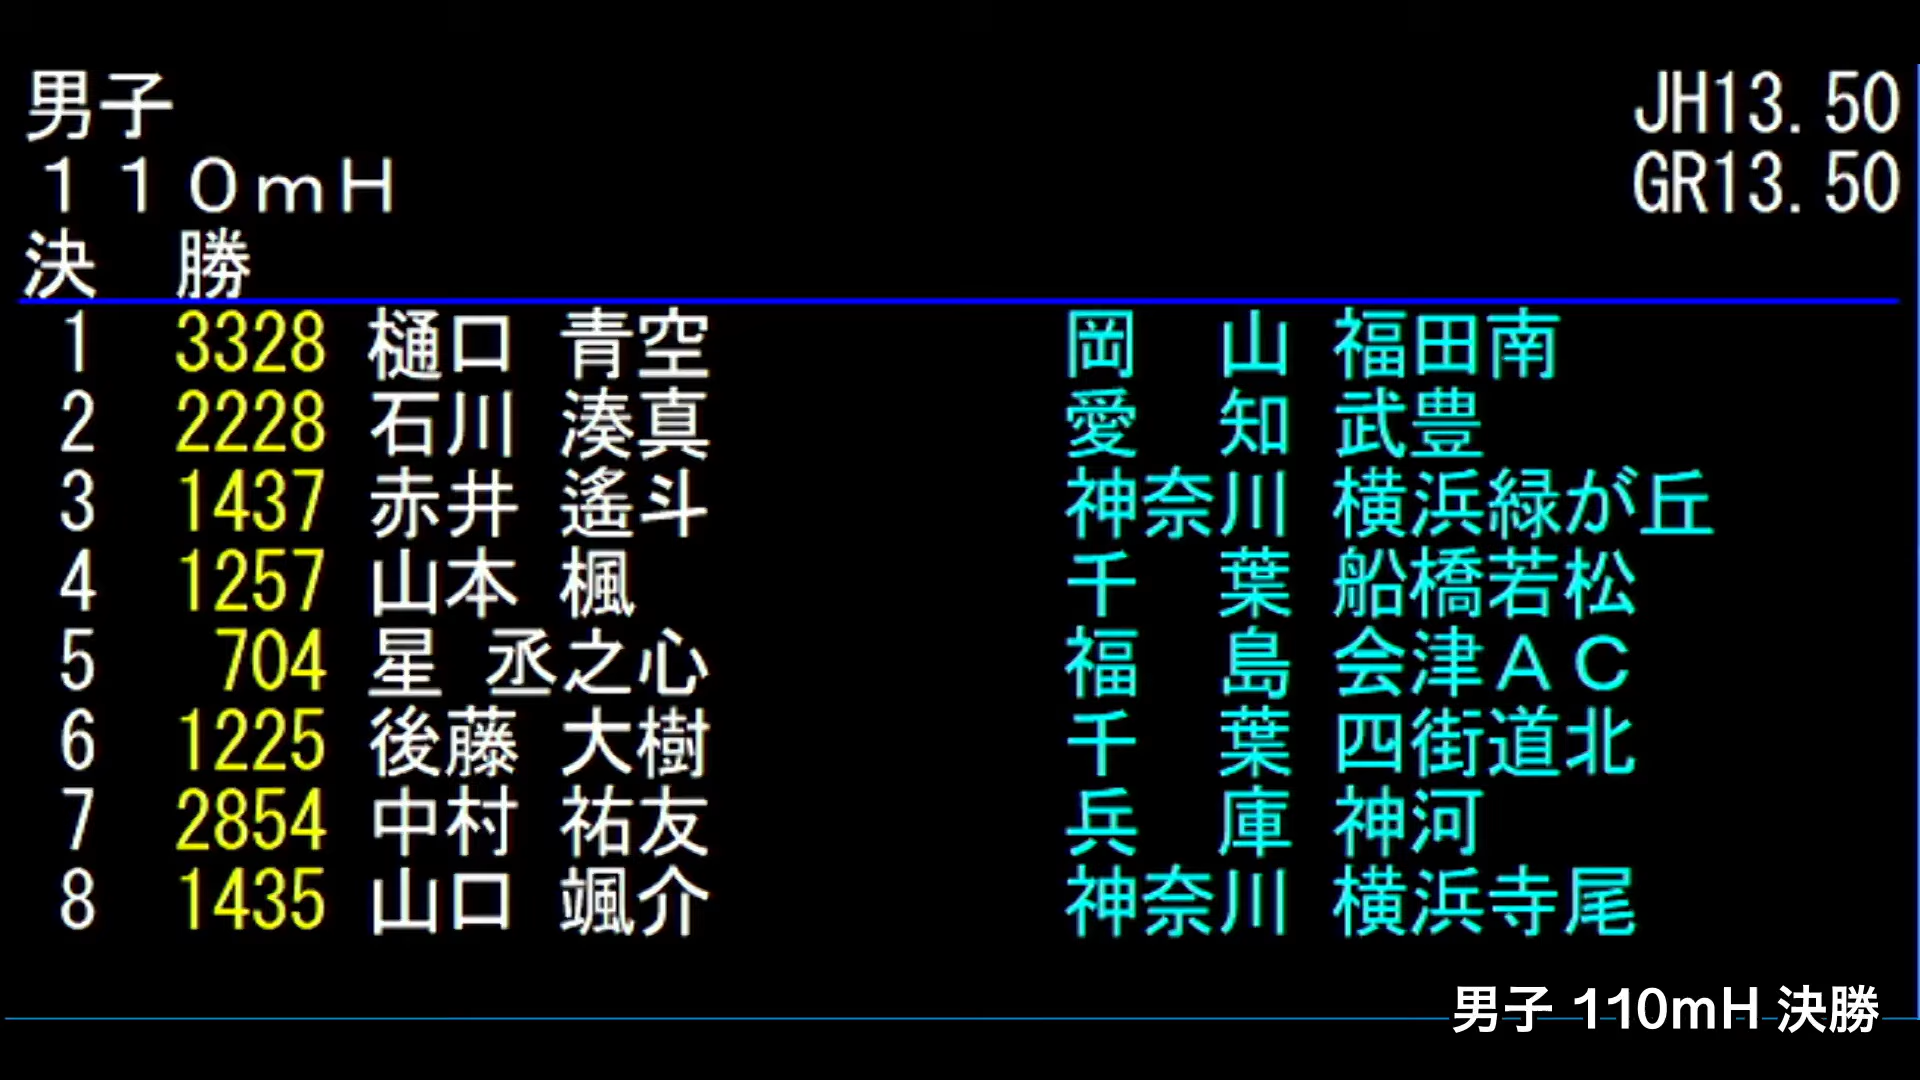 男子
１１０ｍＨ
決　勝
JH13.50
GR13.50
1 3328 樋口 青空 岡　山 福田南
2 2228 石川 湊真 愛　知 武豊
3 1437 赤井 遙斗 神奈川 横浜緑が丘
4 1257 山本 楓 千　葉 船橋若松
5 704 星 丞之心 福　島 会津ＡＣ
6 1225 後藤 大樹 千　葉 四街道北
7 2854 中村 祐友 兵　庫 神河
8 1435 山口 颯介 神奈川 横浜寺尾
男子 110mH 決勝